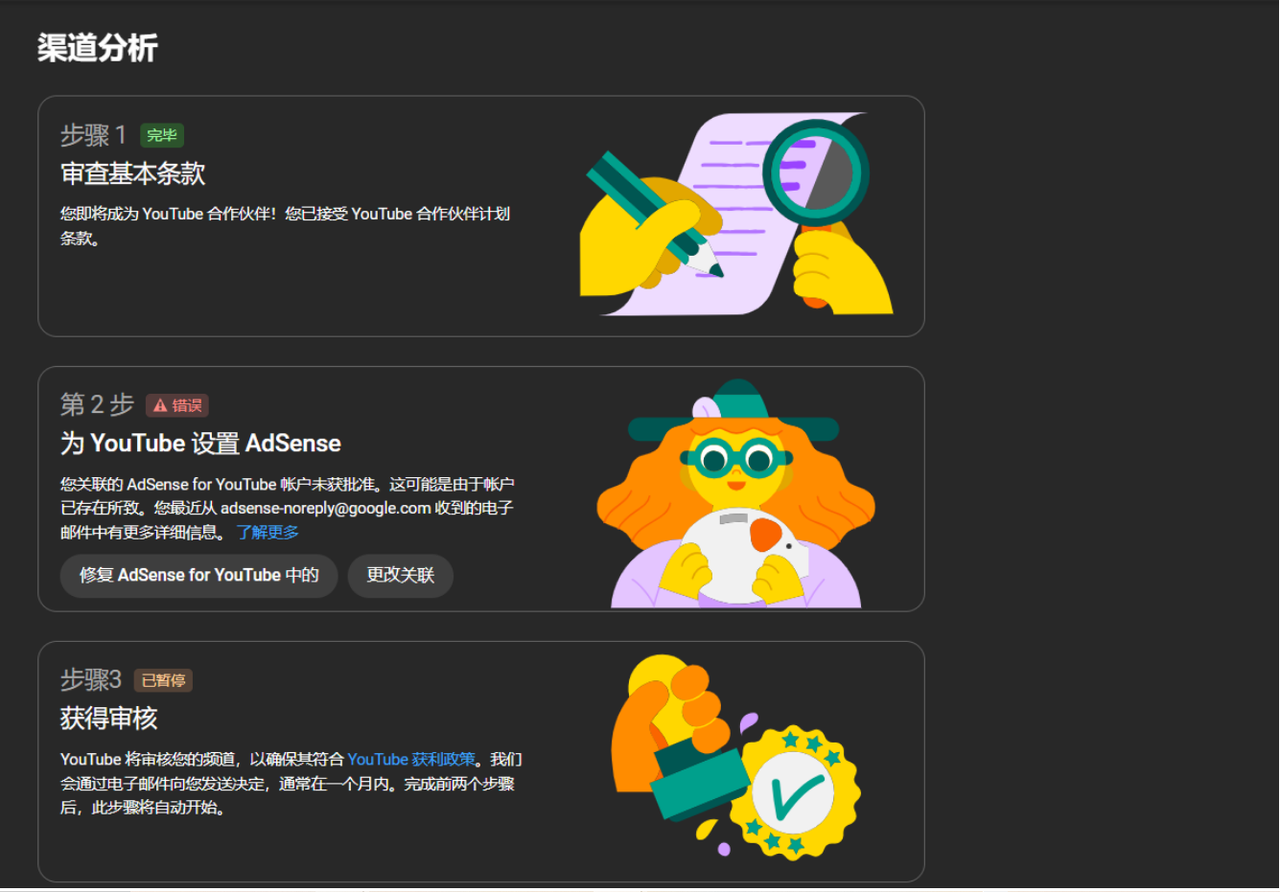 渠道分析
步骤 1 完毕
审查基本条款
您即将成为 YouTube 合作伙伴！您已接受 YouTube 合作伙伴计划
条款。
第 2 步 错误
为 YouTube 设置 AdSense
您关联的 AdSense for YouTube 帐户未获批准。这可能是由于帐户
已存在所致。您最近从 adsense-noreply@google.com 收到的电子
邮件中有更多详细信息。 了解更多
修复 AdSense for YouTube 中的 更改关联
步骤3 已暂停
获得审核
YouTube 将审核您的频道，以确保其符合 YouTube 获利政策。我们
会通过电子邮件向您发送决定，通常在一个月内。完成前两个步骤
后，此步骤将自动开始。